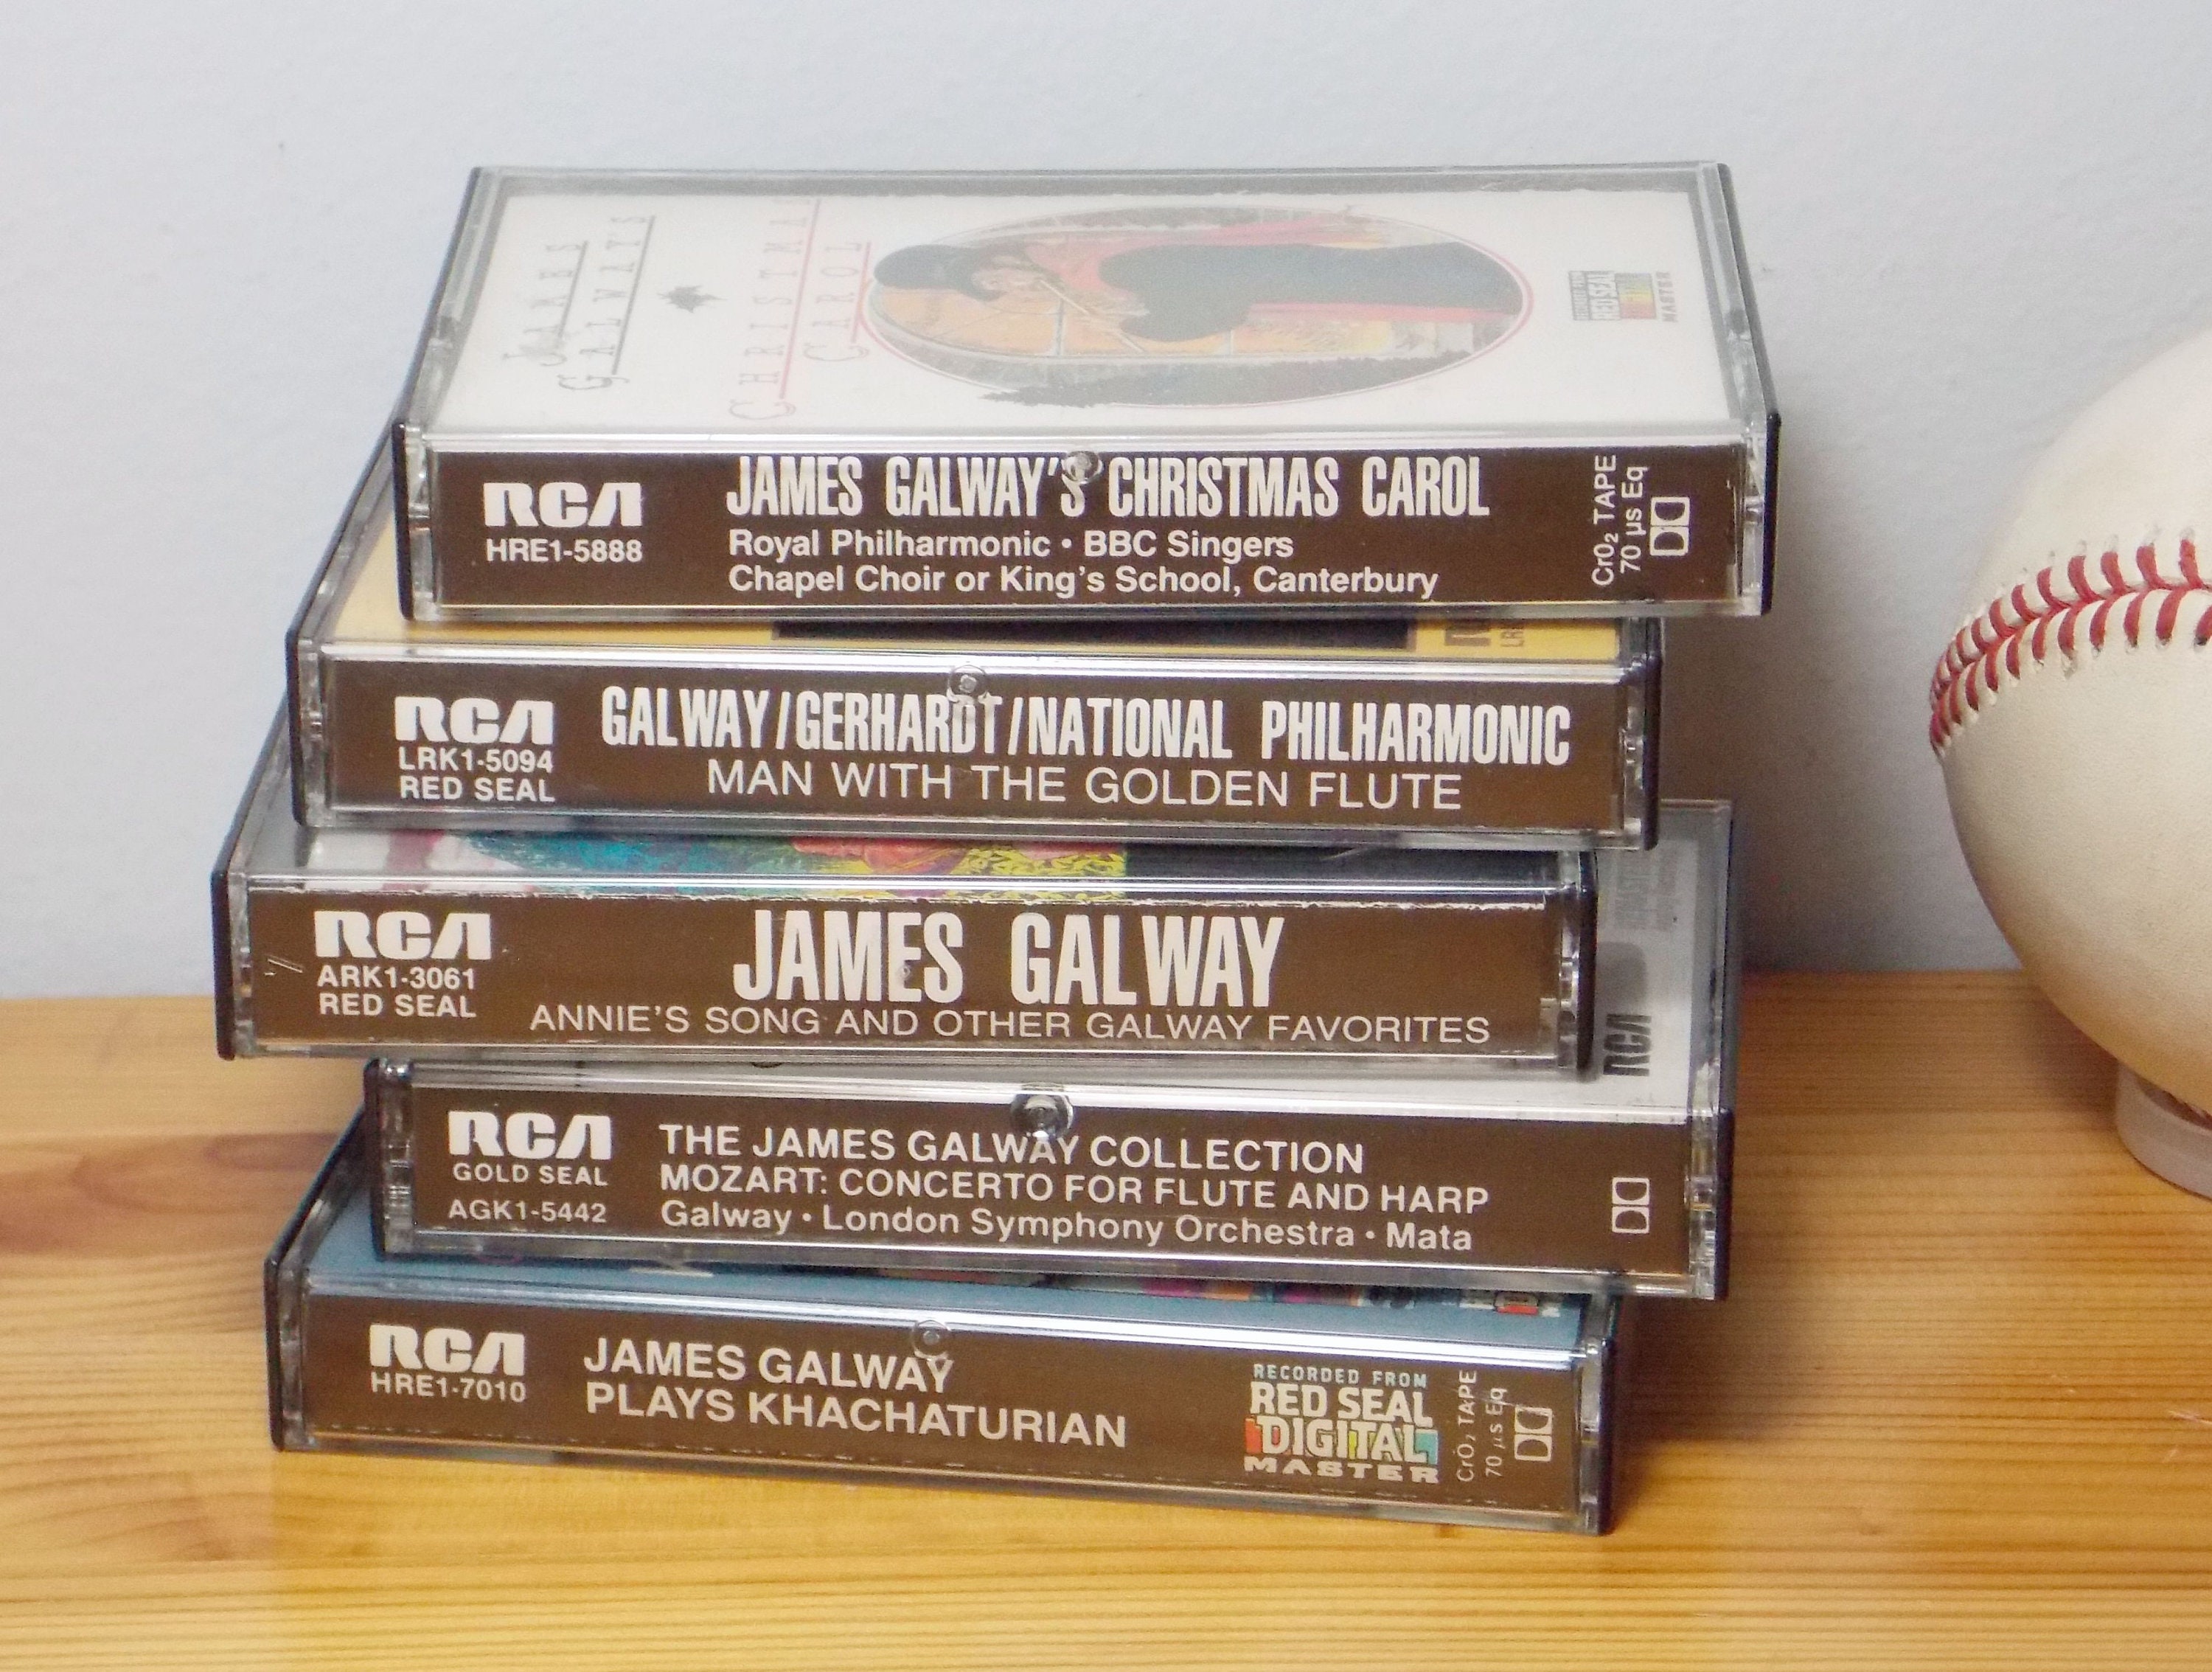 JAMES
GALWAY'S
CHRISTMAS
CAROL
RED SEAL
MASTER
RCA
HRE1-5888
JAMES GALWAY'S CHRISTMAS CAROL
Royal Philharmonic • BBC Singers
Chapel Choir or King's School, Canterbury
CrO₂ TAPE
70 µs Eq
RCA
LRK1-5094
RED SEAL
GALWAY/GERHARDT/NATIONAL PHILHARMONIC
MAN WITH THE GOLDEN FLUTE
RCA
ARK1-3061
RED SEAL
JAMES GALWAY
ANNIE'S SONG AND OTHER GALWAY FAVORITES
RCA
RCA
GOLD SEAL
AGK1-5442
THE JAMES GALWAY COLLECTION
MOZART: CONCERTO FOR FLUTE AND HARP
Galway • London Symphony Orchestra • Mata
RCA
HRE1-7010
JAMES GALWAY
PLAYS KHACHATURIAN
RECORDED FROM
RED SEAL
DIGITAL
MASTER
CrO₂ TAPE
70 µs Eq